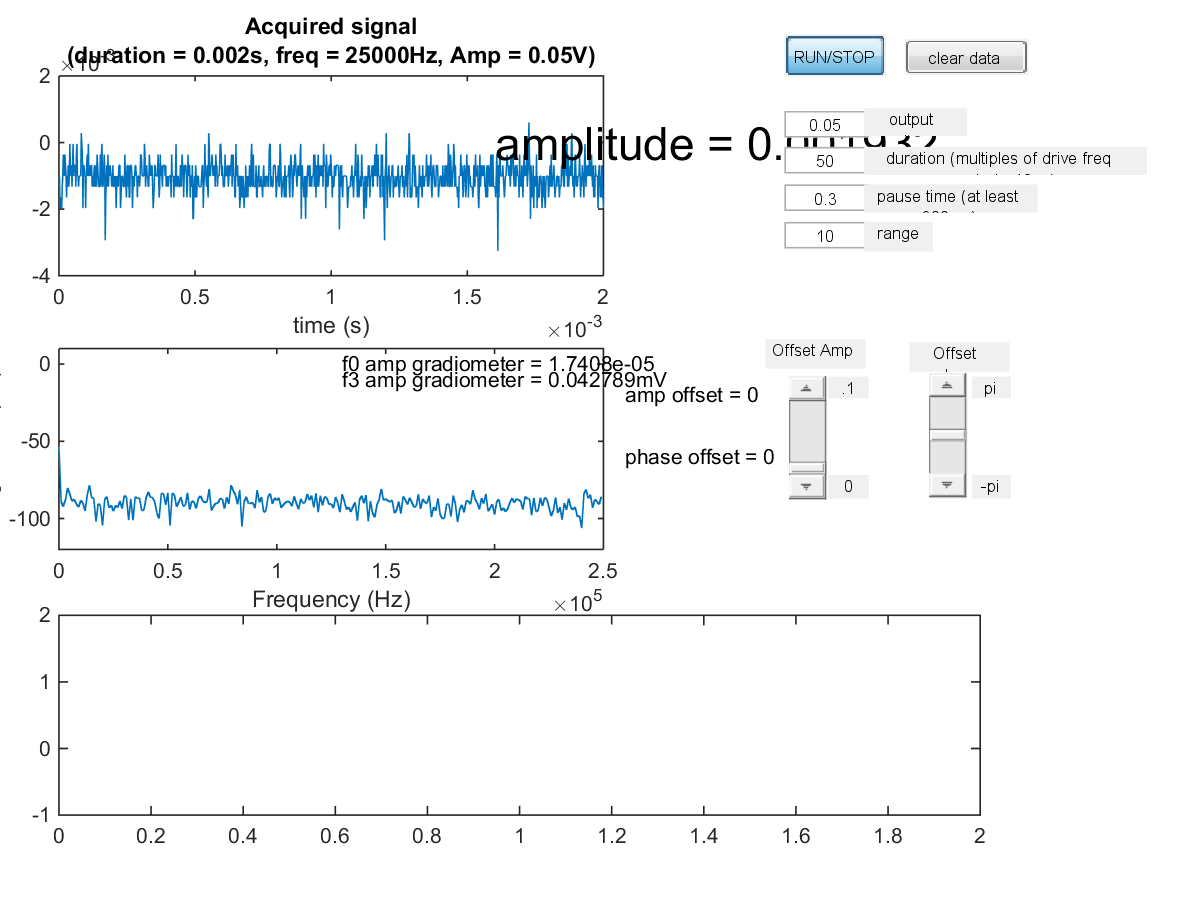 Acquired signal
(duration = 0.002s, freq = 25000Hz, Amp = 0.05V)
2
0
-2
-4
0 0.5 1 1.5 2
time (s)
×10-3
RUN/STOP
clear data
amplitude =
0.05 output
50 duration (multiples of drive freq
0.3 pause time (at least
10 range
0
-50
-100
f0 amp gradiometer = 1.7408e-05
f3 amp gradiometer = 0.042789mV
amp offset = 0
phase offset = 0
0 0.5 1 1.5 2 2.5
Frequency (Hz)
×105
Offset Amp
.1
0
Offset
pi
-pi
2
1
0
-1
0 0.2 0.4 0.6 0.8 1 1.2 1.4 1.6 1.8 2